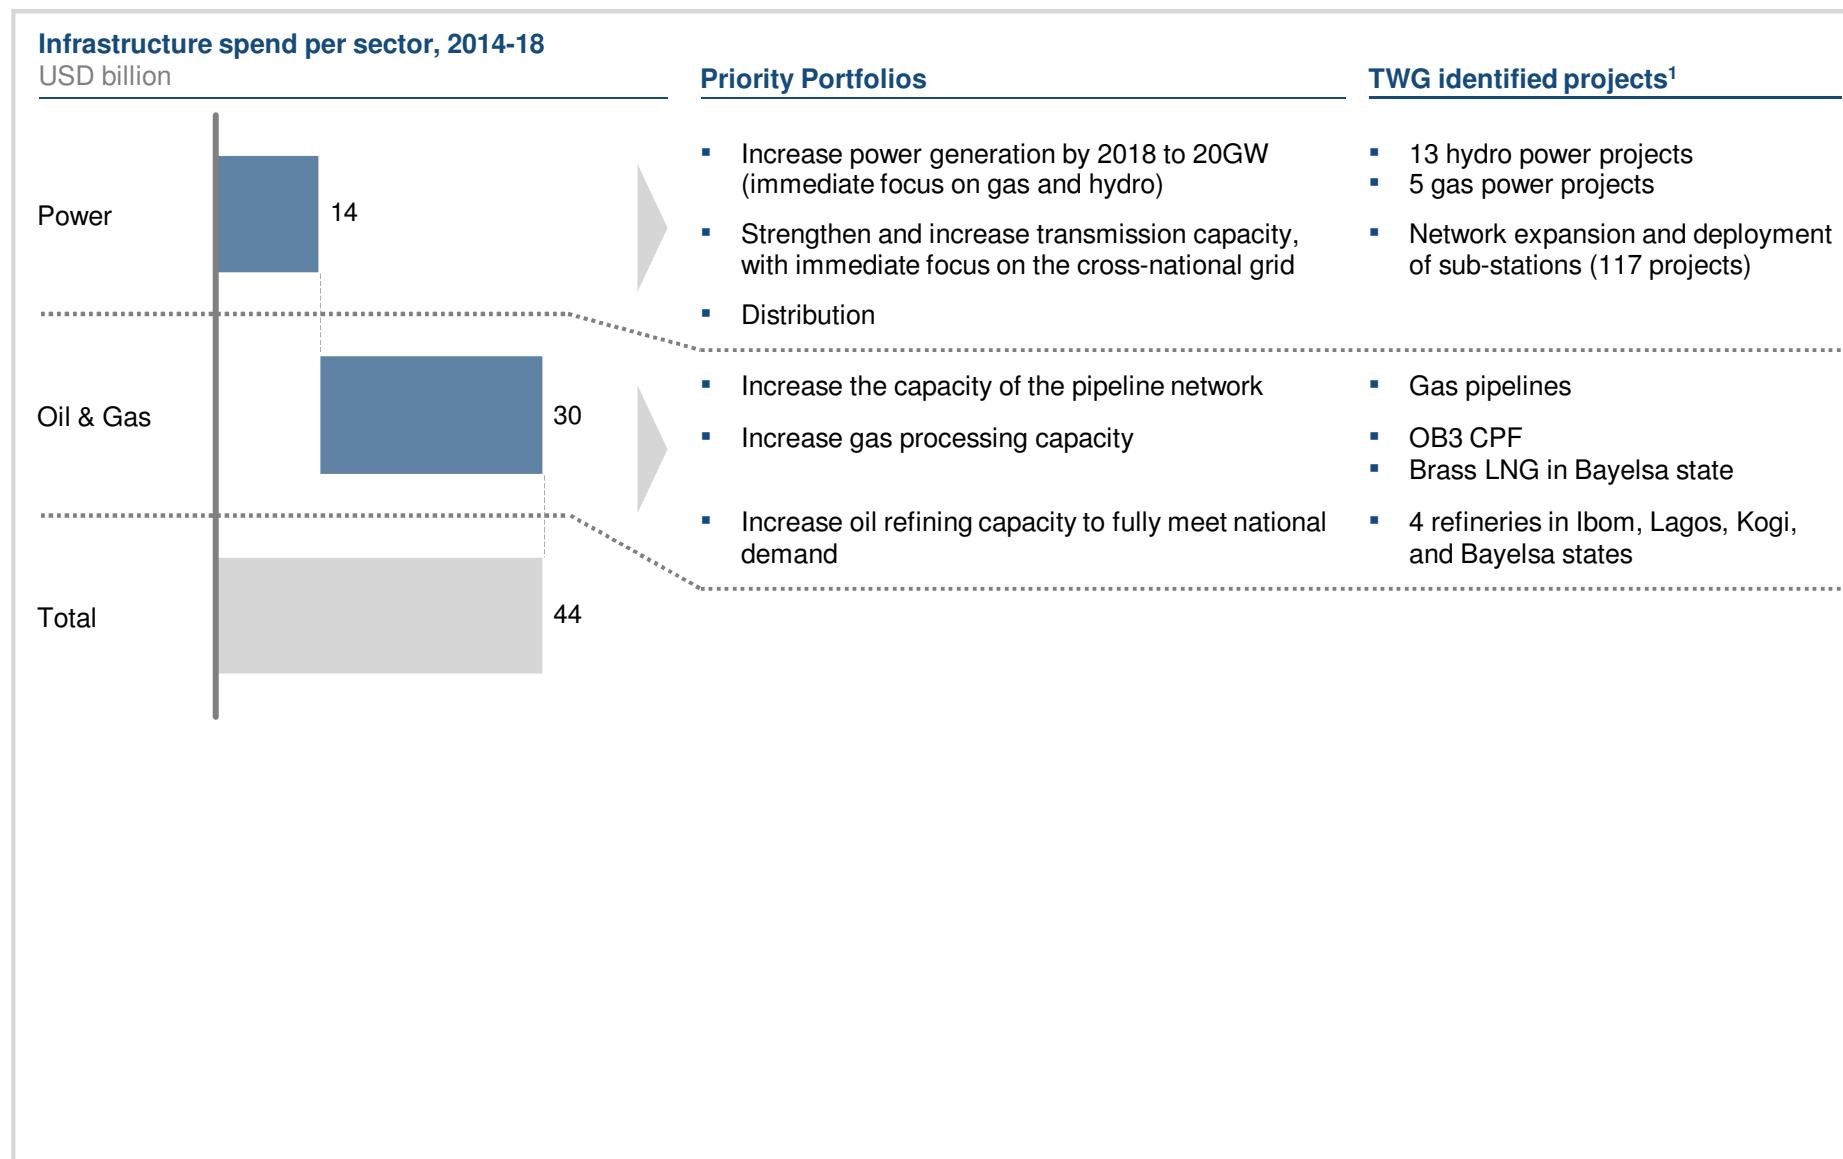 Infrastructure spend per sector, 2014-18
USD billion
Priority Portfolios
TWG identified projects¹
Power
14
▪ Increase power generation by 2018 to 20GW
(immediate focus on gas and hydro)
▪ Strengthen and increase transmission capacity,
with immediate focus on the cross-national grid
▪ Distribution
▪ 13 hydro power projects
▪ 5 gas power projects
▪ Network expansion and deployment
of sub-stations (117 projects)
Oil & Gas
30
▪ Increase the capacity of the pipeline network
▪ Increase gas processing capacity
▪ Increase oil refining capacity to fully meet national
demand
▪ Gas pipelines
▪ OB3 CPF
▪ Brass LNG in Bayelsa state
▪ 4 refineries in Ibom, Lagos, Kogi,
and Bayelsa states
Total
44